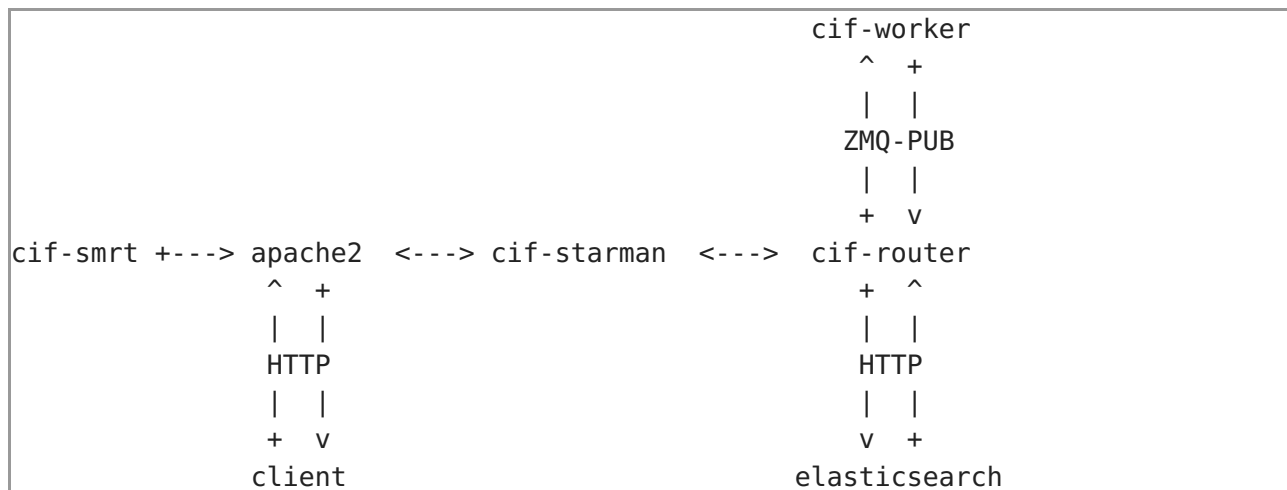 cif-worker
^ +
| |
ZMQ-PUB
| |
+ v
cif-smrt +---> apache2 <---> cif-starman <---> cif-router
^ + + ^
| | | |
HTTP HTTP
| | | |
+ v v +
client elasticsearch